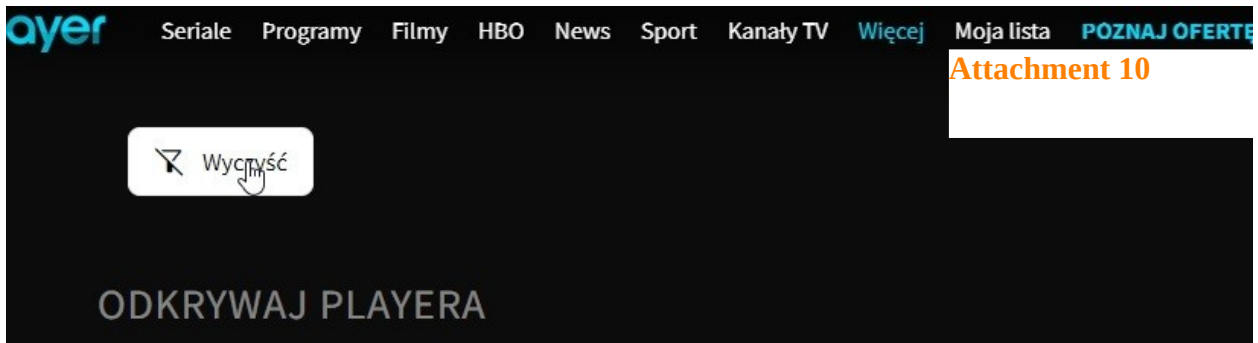 ayer Seriale Programy Filmy HBO News Sport Kanały TV Więcej Moja lista POZNAJ OFERTĘ
Attachment 10
Wyczyść
ODKRYWAJ PLAYERA